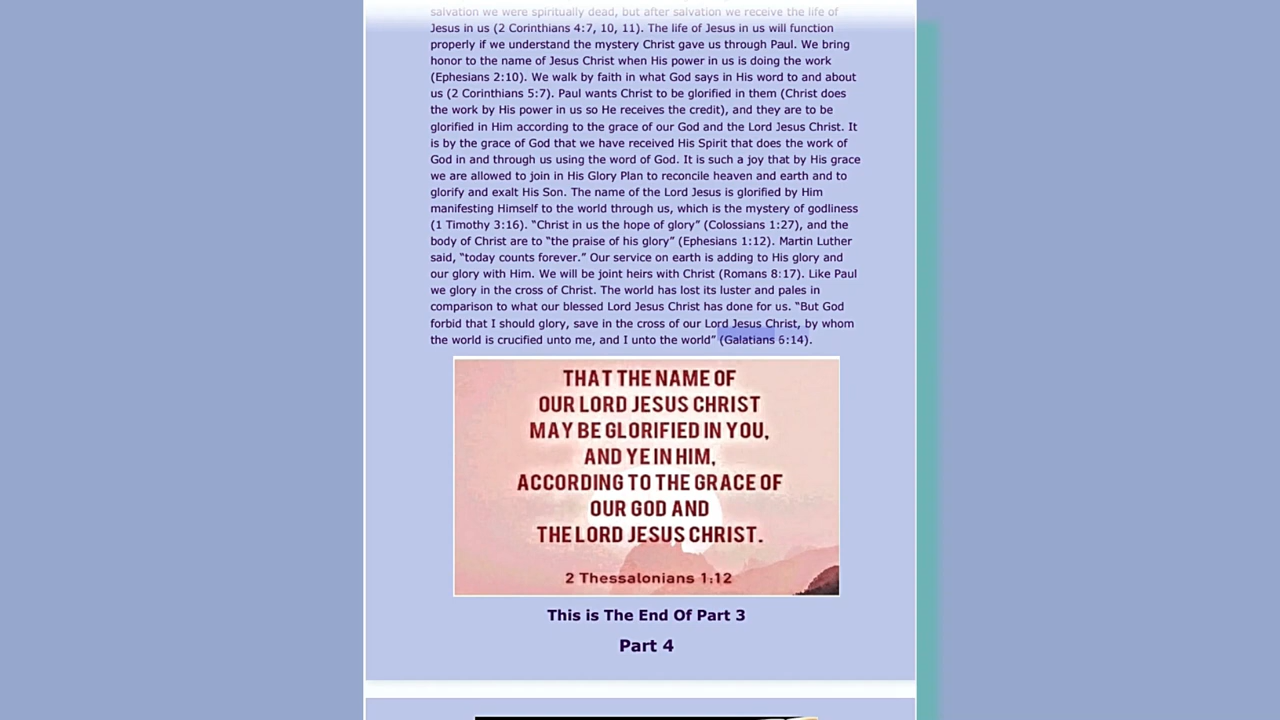 salvation we were spiritually dead, but after salvation we receive the life of
Jesus in us (2 Corinthians 4:7, 10, 11). The life of Jesus in us will function
properly if we understand the mystery Christ gave us through Paul. We bring
honor to the name of Jesus Christ when His power in us is doing the work
(Ephesians 2:10). We walk by faith in what God says in His word to and about
us (2 Corinthians 5:7). Paul wants Christ to be glorified in them (Christ does
the work by His power in us so He receives the credit), and they are to be
glorified in Him according to the grace of our God and the Lord Jesus Christ. It
is by the grace of God that we have received His Spirit that does the work of
God in and through us using the word of God. It is such a joy that by His grace
we are allowed to join in His Glory Plan to reconcile heaven and earth and to
glorify and exalt His Son. The name of the Lord Jesus is glorified by Him
manifesting Himself to the world through us, which is the mystery of godliness
(1 Timothy 3:16). “Christ in us the hope of glory” (Colossians 1:27), and the
body of Christ are to “the praise of his glory” (Ephesians 1:12). Martin Luther
said, “today counts forever.” Our service on earth is adding to His glory and
our glory with Him. We will be joint heirs with Christ (Romans 8:17). Like Paul
we glory in the cross of Christ. The world has lost its luster and pales in
comparison to what our blessed Lord Jesus Christ has done for us. “But God
forbid that I should glory, save in the cross of our Lord Jesus Christ, by whom
the world is crucified unto me, and I unto the world” (Galatians 6:14).
THAT THE NAME OF
OUR LORD JESUS CHRIST
MAY BE GLORIFIED IN YOU,
AND YE IN HIM,
ACCORDING TO THE GRACE OF
OUR GOD AND
THE LORD JESUS CHRIST.
2 Thessalonians 1:12
This is The End Of Part 3
Part 4